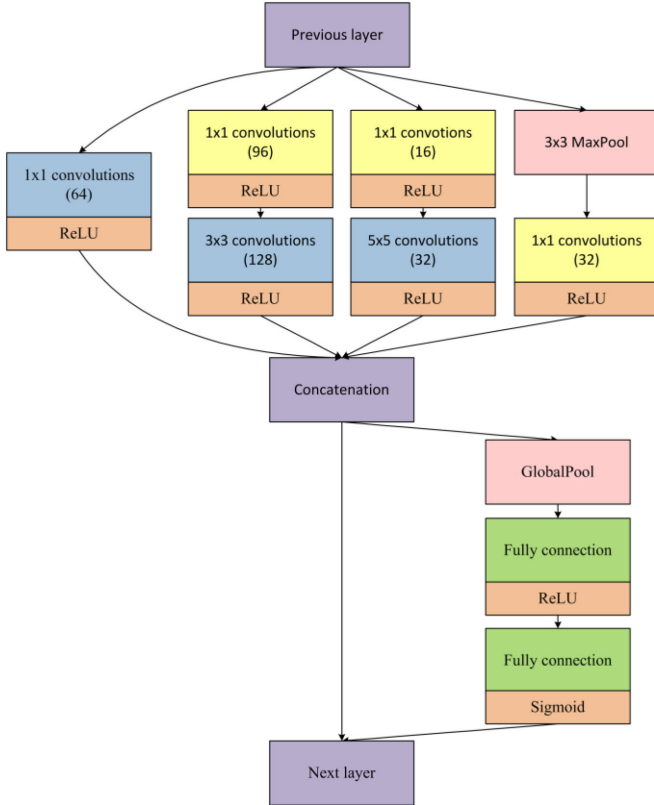 Previous layer
1x1 convolutions
(64)
ReLU
1x1 convolutions
(96)
ReLU
3x3 convolutions
(128)
ReLU
1x1 convotions
(16)
ReLU
5x5 convolutions
(32)
ReLU
3x3 MaxPool
1x1 convolutions
(32)
ReLU
Concatenation
GlobalPool
Fully connection
ReLU
Fully connection
Sigmoid
Next layer